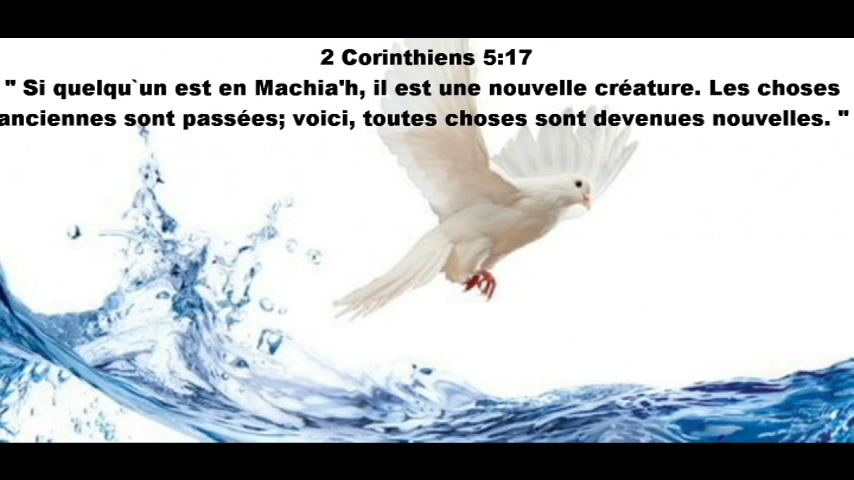 2 Corinthiens 5:17
" Si quelqu`un est en Machia'h, il est une nouvelle créature. Les choses
anciennes sont passées; voici, toutes choses sont devenues nouvelles. "